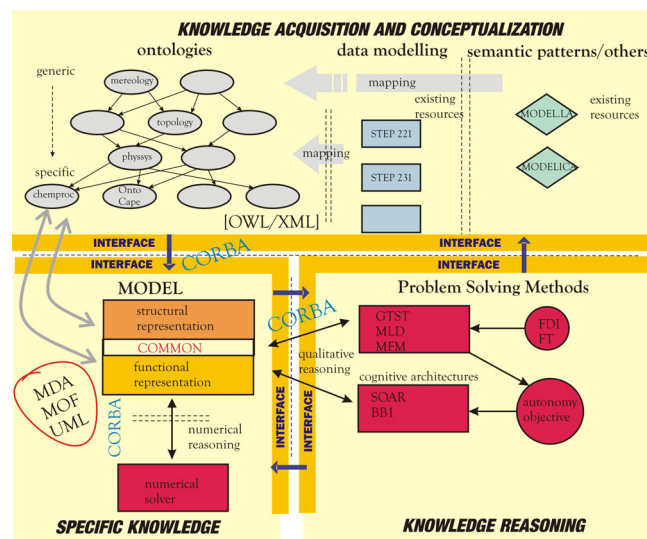 KNOWLEDGE ACQUISITION AND CONCEPTUALIZATION
ontologies
data modelling
semantic patterns/others
generic
mereology
mapping
existing
resources
existing
resources
topology
STEP 221
MODEL.LA
mapping
physsys
specific
STEP 231
MODELICA
chemproc
Onto
Cape
[OWL/XML]
INTERFACE
INTERFACE
INTERFACE
INTERFACE
CORBA
MODEL
Problem Solving Methods
structural
representation
COMMON
functional
representation
CORBA
GTST
MLD
MFM
FDI
FT
qualitative
reasoning
cognitive architectures
SOAR
BB1
autonomy
objective
MDA
MOF
UML
CORBA
numerical
reasoning
INTERFACE
INTERFACE
numerical
solver
SPECIFIC KNOWLEDGE
KNOWLEDGE REASONING